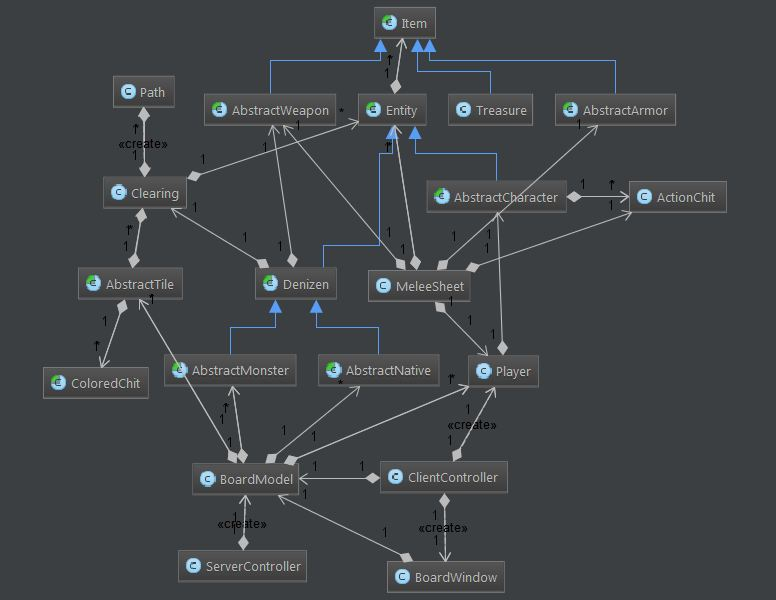 Item
Path
AbstractWeapon
Entity
Treasure
AbstractArmor
«create»
Clearing
AbstractCharacter
ActionChit
AbstractTile
Denizen
MeleeSheet
ColoredChit
AbstractMonster
AbstractNative
Player
«create»
BoardModel
ClientController
«create»
«create»
ServerController
BoardWindow